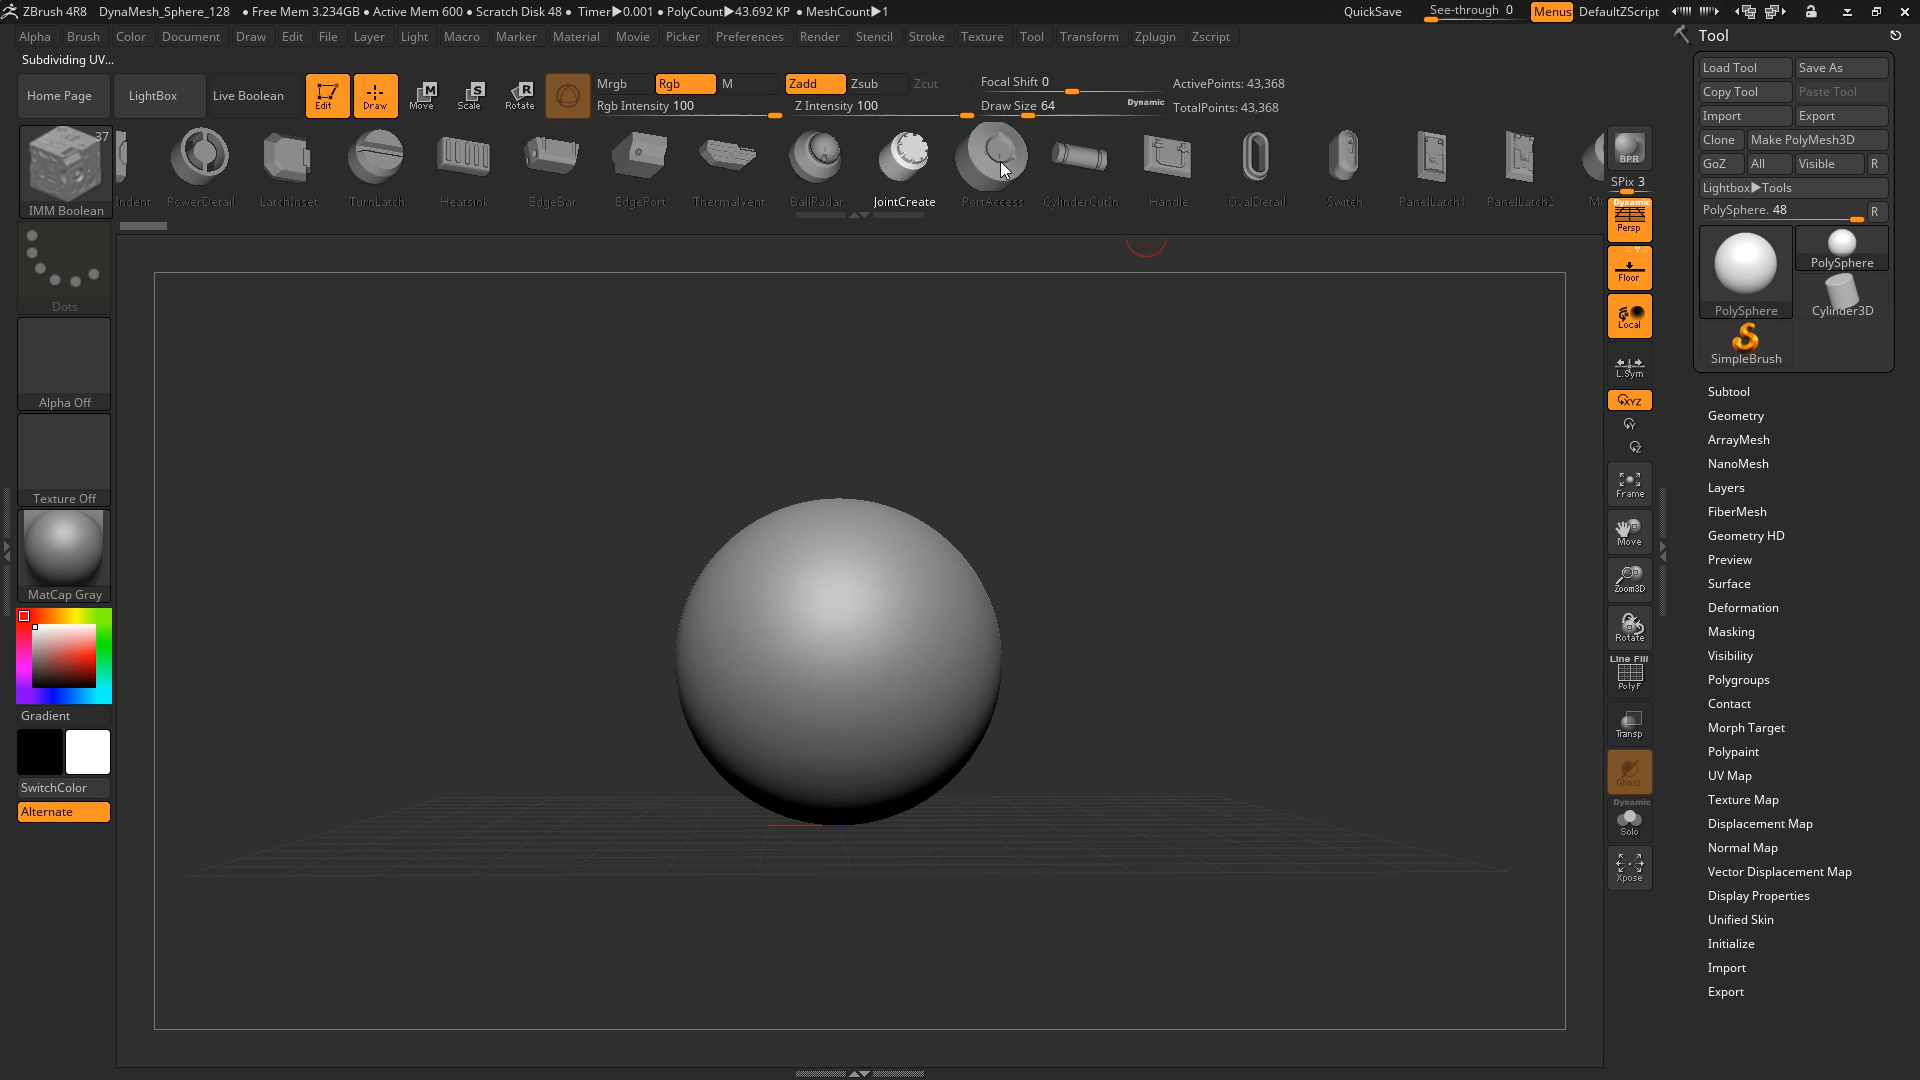 ZBrush 4R8 DynaMesh_Sphere_128 • Free Mem 3.234GB • Active Mem 600 • Scratch Disk 48 • Timer▶0.001 • PolyCount▶43.692 KP • MeshCount▶1 QuickSave See-through 0 Menus DefaultZScript
Alpha Brush Color Document Draw Edit File Layer Light Macro Marker Material Movie Picker Preferences Render Stencil Stroke Texture Tool Transform Zplugin Zscript
Subdividing UV...
Home Page LightBox Live Boolean Edit Draw Move Scale Rotate
M S R
Mrgb Rgb M Zadd Zsub Zcut Focal Shift 0 ActivePoints: 43,368
Rgb Intensity 100 Z Intensity 100 Draw Size 64 Dynamic TotalPoints: 43,368
37
IMM Boolean
PowerDetail LatchInset TurnLatch Heatsink EdgeBar EdgePort ThermalVent BallRadar JointCreate PortAccess CylinderCutIn Handle OvalDetail Switch PanelLatch1 PanelLatch2
Dots
Alpha Off
Texture Off
MatCap Gray
Gradient
SwitchColor
Alternate
BPR
SPix 3
Dynamic
Persp
Floor
Local
L.Sym
XYZ
Y
Z
Frame
Move
Zoom3D
Rotate
Line Fill
PolyF
Transp
Ghost
Dynamic
Solo
Xpose
Tool
Load Tool Save As
Copy Tool Paste Tool
Import Export
Clone Make PolyMesh3D
GoZ All Visible R
Lightbox▶Tools
PolySphere. 48 R
PolySphere PolySphere
Cylinder3D
SimpleBrush
Subtool
Geometry
ArrayMesh
NanoMesh
Layers
FiberMesh
Geometry HD
Preview
Surface
Deformation
Masking
Visibility
Polygroups
Contact
Morph Target
Polypaint
UV Map
Texture Map
Displacement Map
Normal Map
Vector Displacement Map
Display Properties
Unified Skin
Initialize
Import
Export